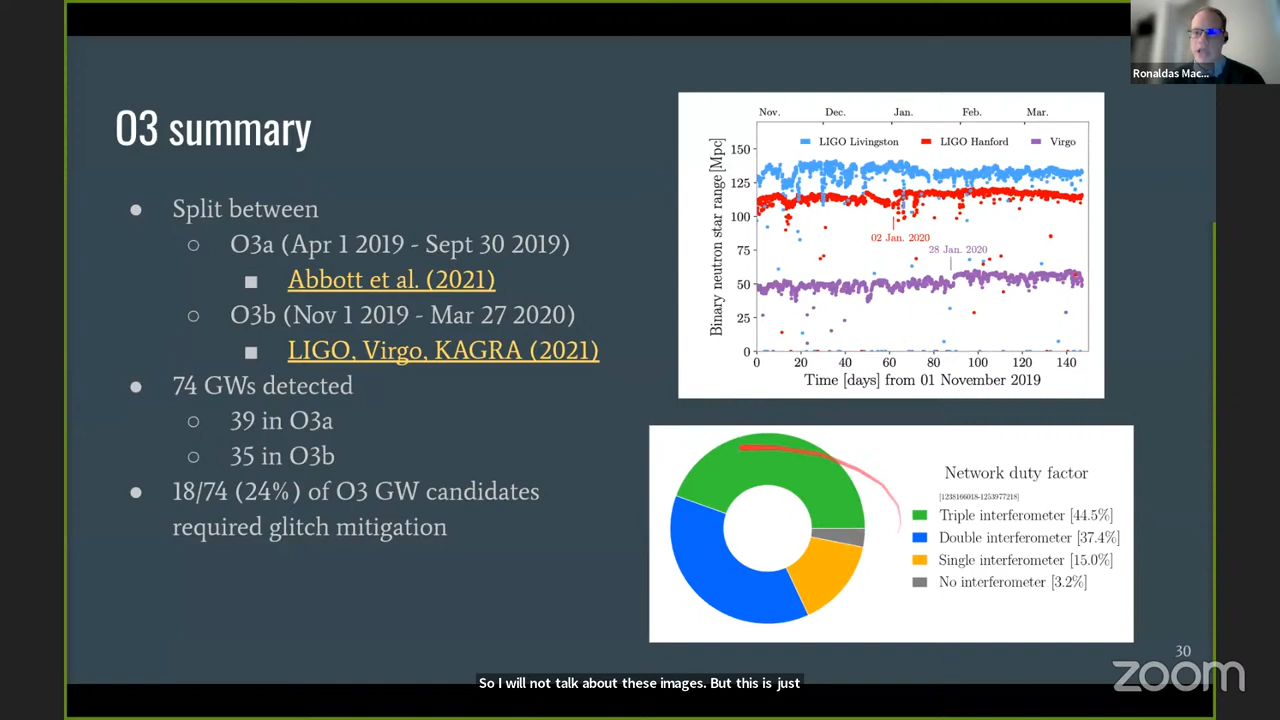 Ronaldas Mac...
O3 summary
● Split between
○ O3a (Apr 1 2019 - Sept 30 2019)
■ Abbott et al. (2021)
○ O3b (Nov 1 2019 - Mar 27 2020)
■ LIGO, Virgo, KAGRA (2021)
● 74 GWs detected
○ 39 in O3a
○ 35 in O3b
● 18/74 (24%) of O3 GW candidates
required glitch mitigation
Nov. Dec. Jan. Feb. Mar.
LIGO Livingston LIGO Hanford Virgo
Binary neutron star range [Mpc]
150
125
100
75
50
25
0
02 Jan. 2020
28 Jan. 2020
0 20 40 60 80 100 120 140
Time [days] from 01 November 2019
Network duty factor
[1238166018-1253977218]
Triple interferometer [44.5%]
Double interferometer [37.4%]
Single interferometer [15.0%]
No interferometer [3.2%]
30
zoom
So I will not talk about these images. But this is just